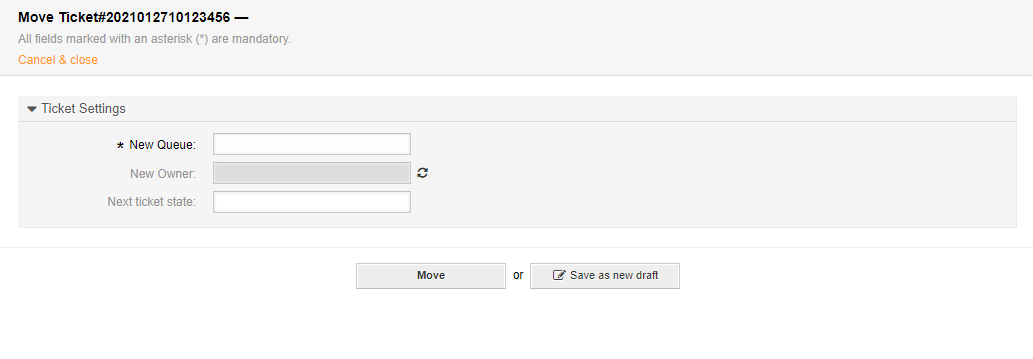 Move Ticket#2021012710123456 —
All fields marked with an asterisk (*) are mandatory.
Cancel & close
Ticket Settings
* New Queue:
New Owner:
Next ticket state:
Move or Save as new draft